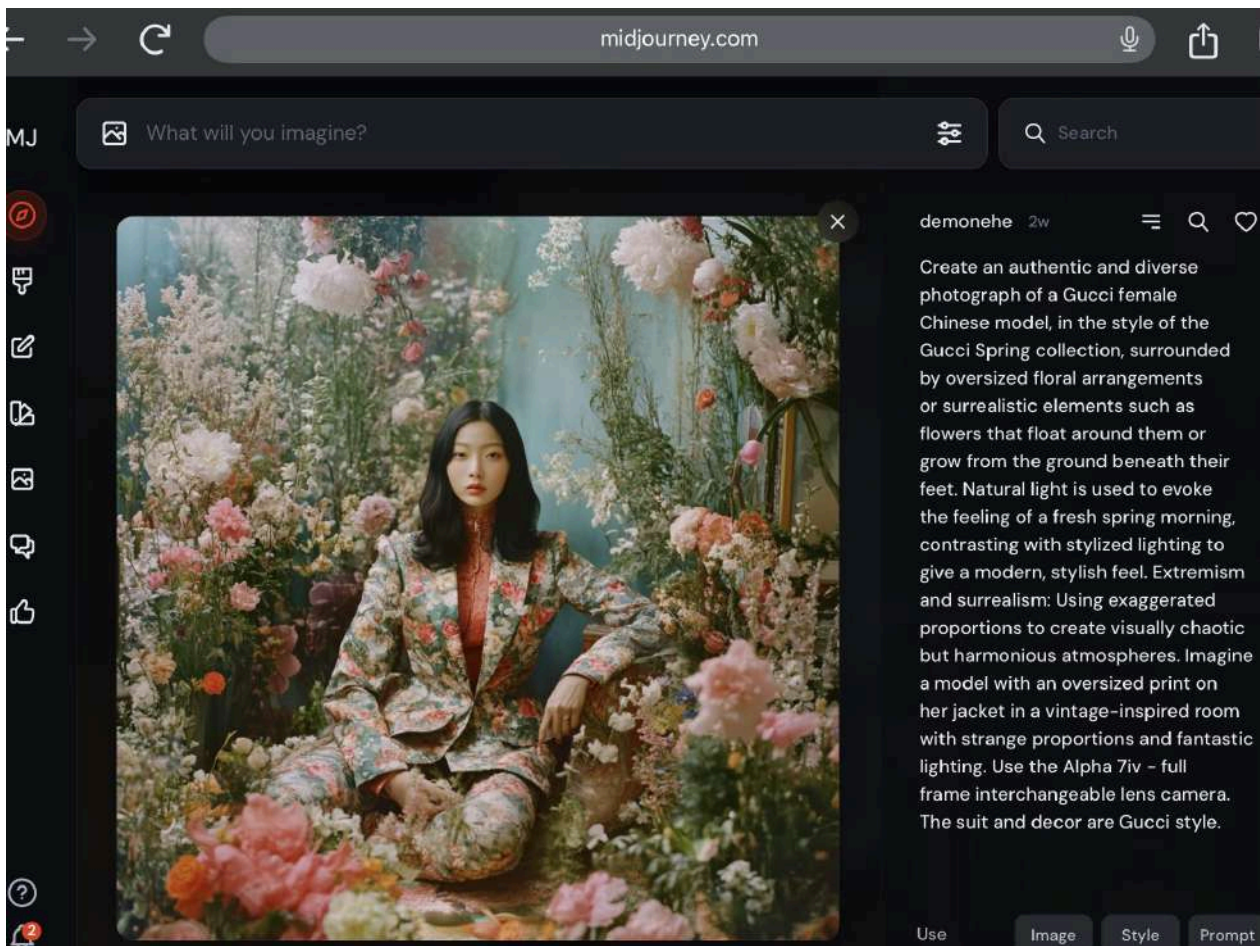 midjourney.com
MJ
What will you imagine?
Search
demonehe 2w
Create an authentic and diverse
photograph of a Gucci female
Chinese model, in the style of the
Gucci Spring collection, surrounded
by oversized floral arrangements
or surrealistic elements such as
flowers that float around them or
grow from the ground beneath their
feet. Natural light is used to evoke
the feeling of a fresh spring morning,
contrasting with stylized lighting to
give a modern, stylish feel. Extremism
and surrealism: Using exaggerated
proportions to create visually chaotic
but harmonious atmospheres. Imagine
a model with an oversized print on
her jacket in a vintage-inspired room
with strange proportions and fantastic
lighting. Use the Alpha 7iv - full
frame interchangeable lens camera.
The suit and decor are Gucci style.
2
Use Image Style Prompt